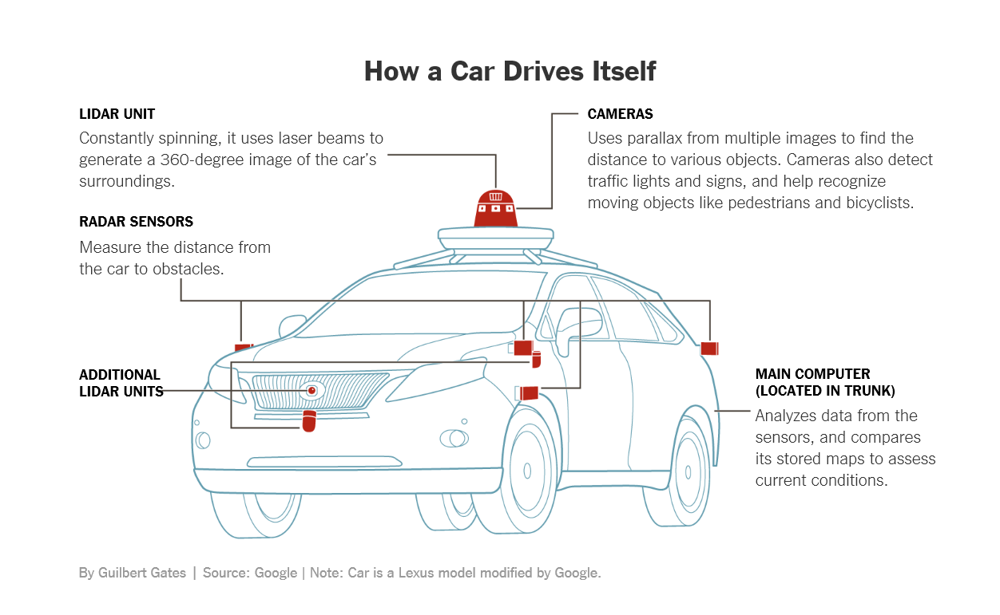 How a Car Drives Itself
LIDAR UNIT
Constantly spinning, it uses laser beams to
generate a 360-degree image of the car’s
surroundings.
CAMERAS
Uses parallax from multiple images to find the
distance to various objects. Cameras also detect
traffic lights and signs, and help recognize
moving objects like pedestrians and bicyclists.
RADAR SENSORS
Measure the distance from
the car to obstacles.
ADDITIONAL
LIDAR UNITS
MAIN COMPUTER
(LOCATED IN TRUNK)
Analyzes data from the
sensors, and compares
its stored maps to assess
current conditions.
By Guilbert Gates | Source: Google | Note: Car is a Lexus model modified by Google.